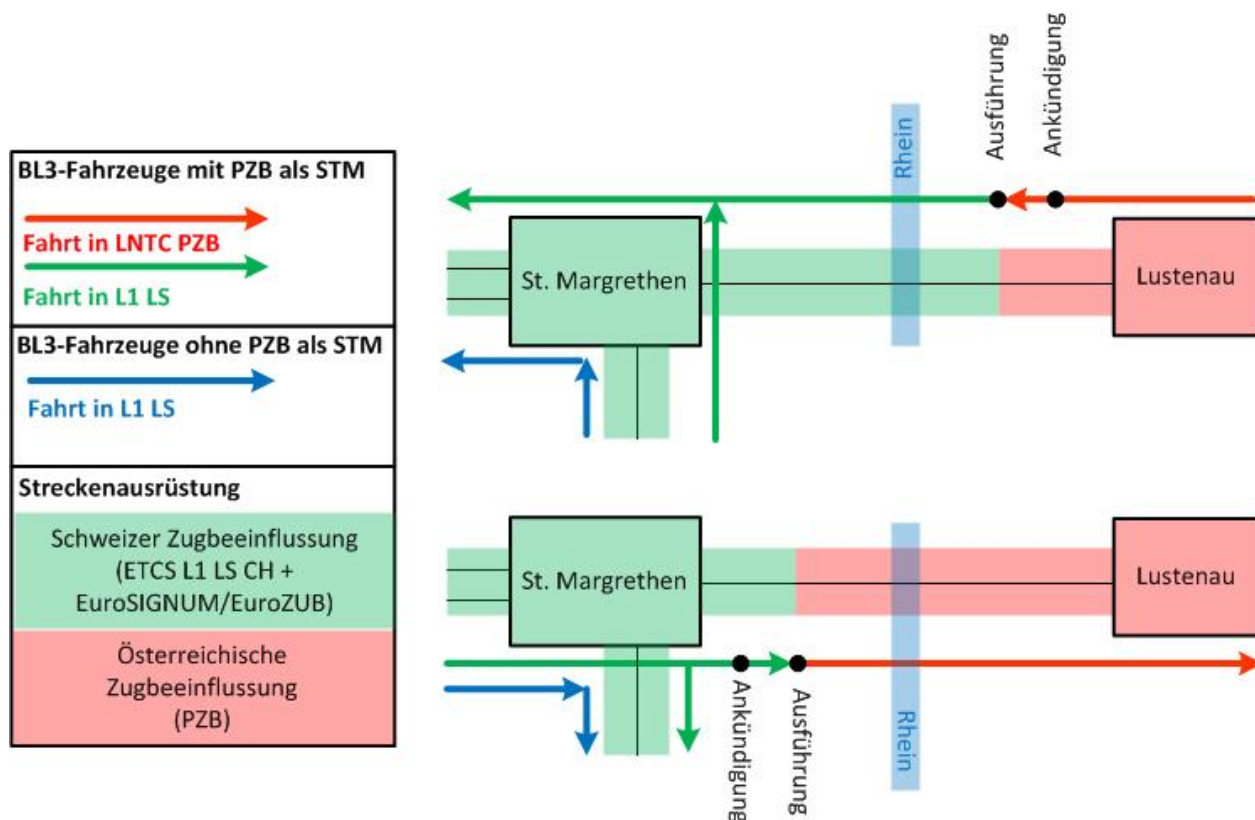 BL3-Fahrzeuge mit PZB als STM
Fahrt in LNTC PZB
Fahrt in L1 LS
BL3-Fahrzeuge ohne PZB als STM
Fahrt in L1 LS
Streckenausrüstung
Schweizer Zugbeeinflussung
(ETCS L1 LS CH +
EuroSIGNUM/EuroZUB)
Österreichische
Zugbeeinflussung
(PZB)
Rhein
Ausführung
Ankündigung
St. Margrethen
Lustenau
St. Margrethen
Lustenau
Ankündigung
Ausführung
Rhein